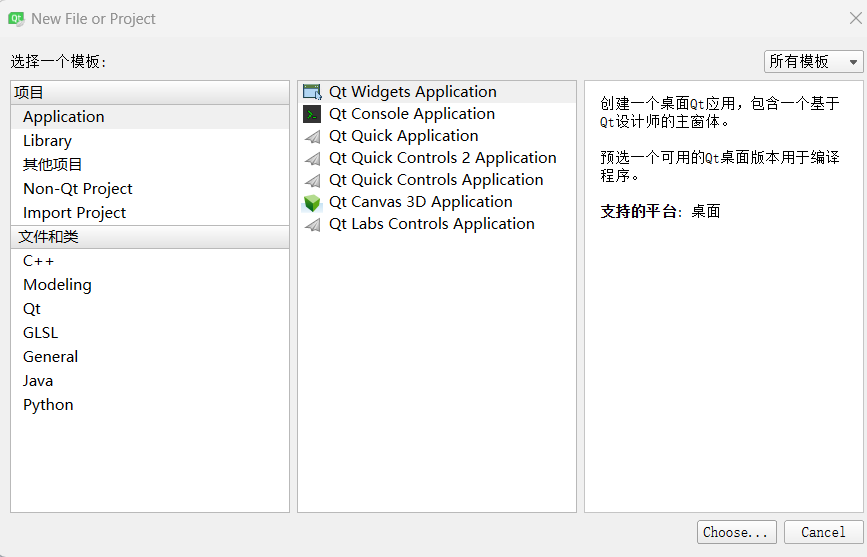 New File or Project
选择一个模板:
所有模板
项目
Application
Library
其他项目
Non-Qt Project
Import Project
文件和类
C++
Modeling
Qt
GLSL
General
Java
Python
Qt Widgets Application
Qt Console Application
Qt Quick Application
Qt Quick Controls 2 Application
Qt Quick Controls Application
Qt Canvas 3D Application
Qt Labs Controls Application
创建一个桌面Qt应用，包含一个基于
Qt设计师的主窗体。
预选一个可用的Qt桌面版本用于编译
程序。
支持的平台: 桌面
Choose...
Cancel